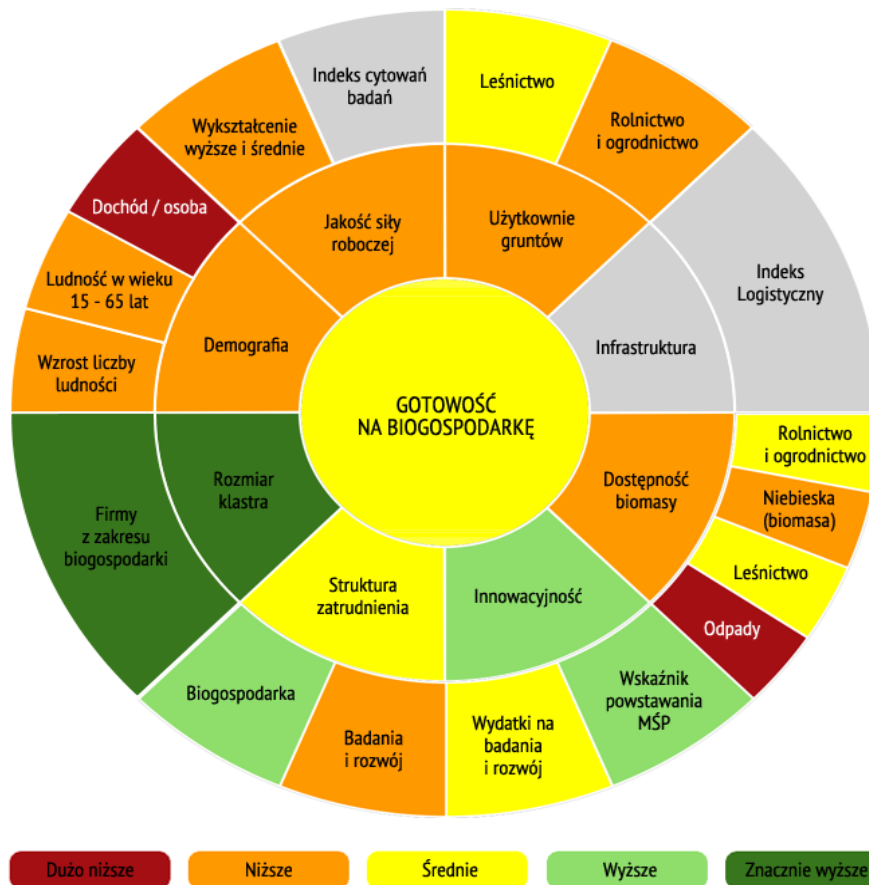 Indeks cytowań
badań
Leśnictwo
Wykształcenie
wyższe i średnie
Rolnictwo
i ogrodnictwo
Dochód / osoba
Jakość siły
roboczej
Użytkownie
gruntów
Ludność w wieku
15 - 65 lat
Indeks
Logistyczny
Demografia
Infrastruktura
Wzrost liczby
ludności
GOTOWOŚĆ
NA BIOGOSPODARKĘ
Rolnictwo
i ogrodnictwo
Rozmiar
klastra
Dostępność
biomasy
Niebieska
(biomasa)
Firmy
z zakresu
biogospodarki
Leśnictwo
Struktura
zatrudnienia
Innowacyjność
Odpady
Biogospodarka
Wskaźnik
powstawania
MŚP
Badania
i rozwój
Wydatki na
badania
i rozwój
Dużo niższe
Niższe
Średnie
Wyższe
Znacznie wyższe